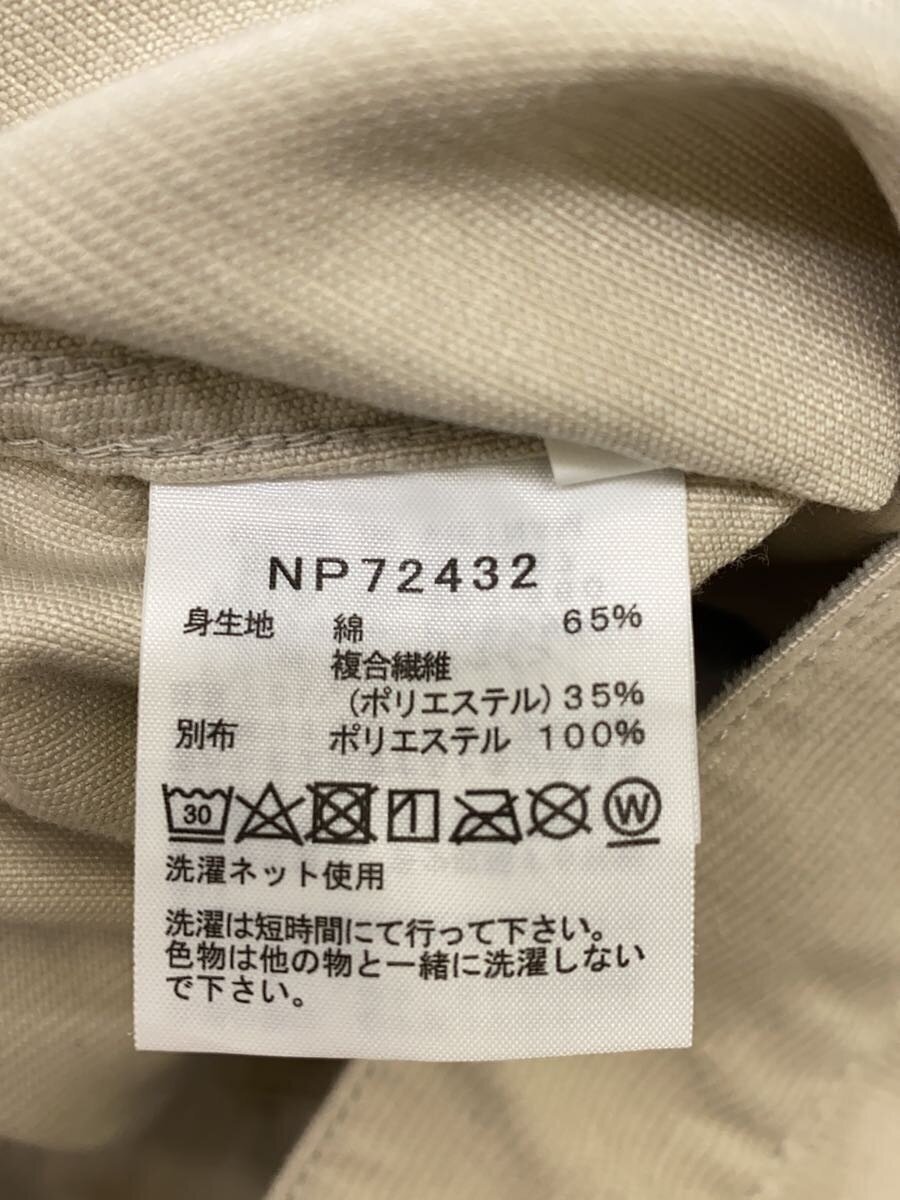 NP72432
身生地 綿 65%
複合繊維
(ポリエステル) 35%
別布 ポリエステル 100%
30 W
洗濯ネット使用
洗濯は短時間にて行って下さい。
色物は他の物と一緒に洗濯しない
で下さい。